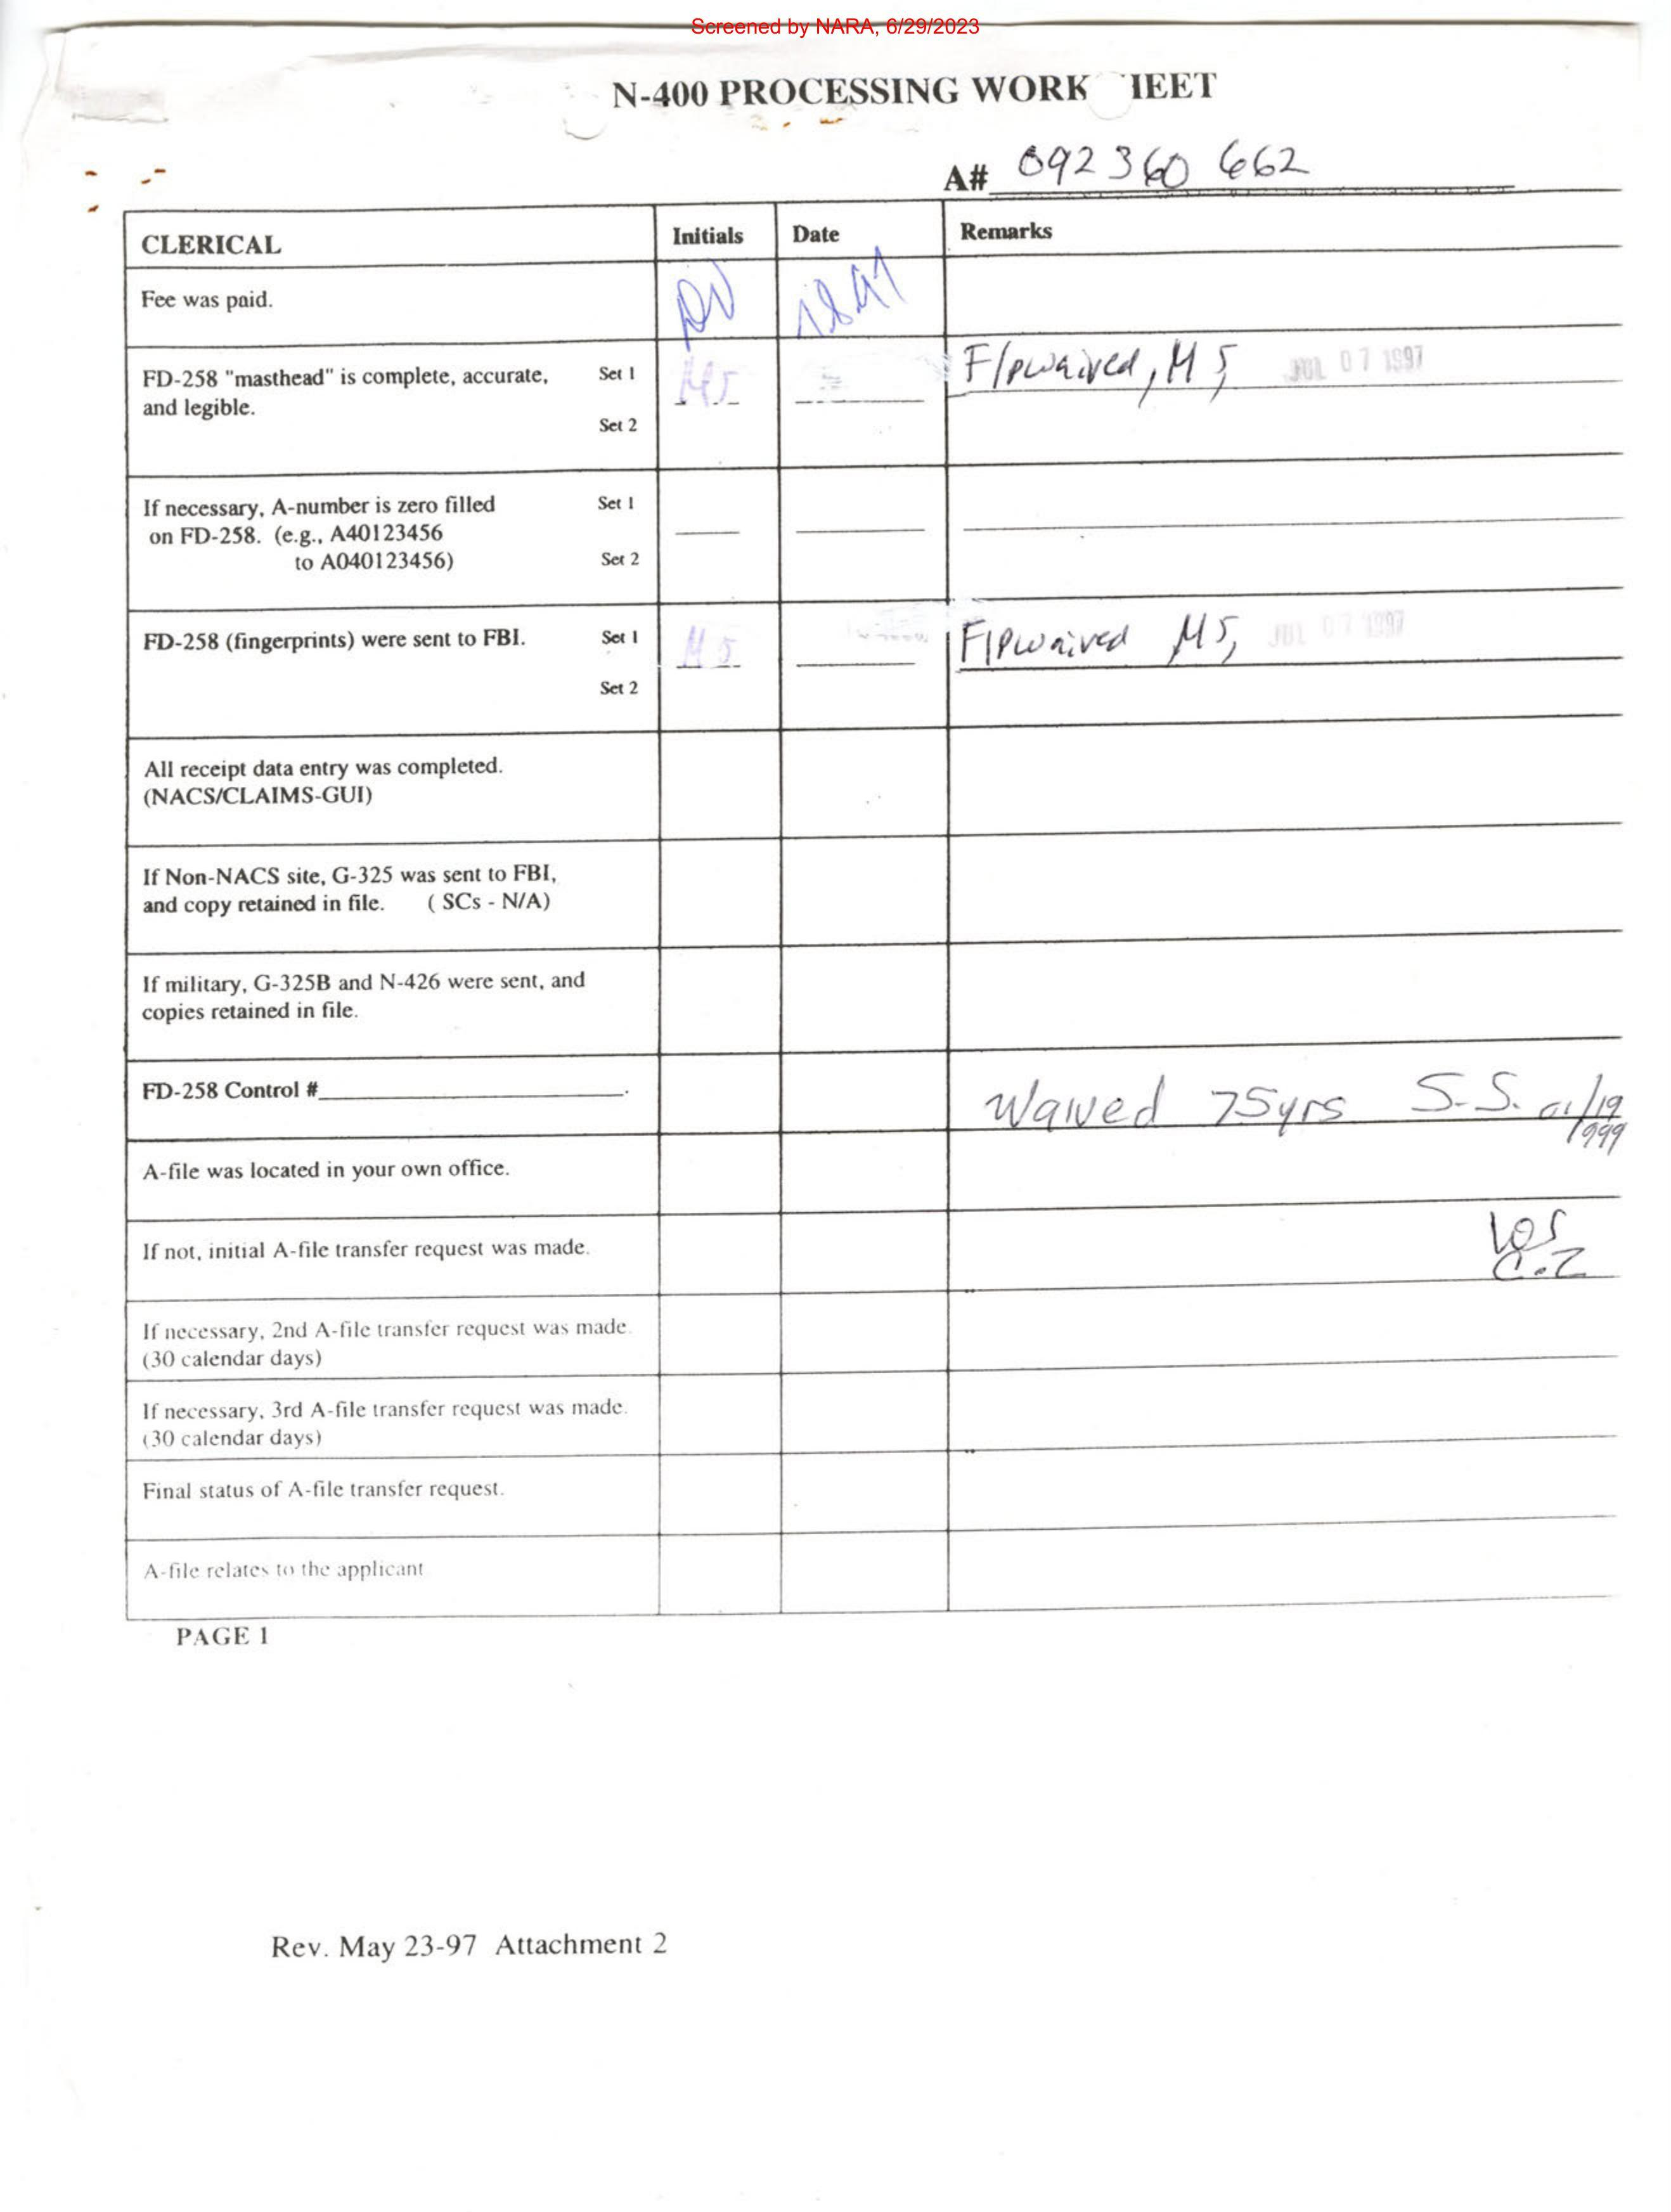 Screened by NARA, 6/29/2023
N-400 PROCESSING WORK IEET
A# 092 360 662
CLERICAL Initials Date Remarks
Fee was paid.
FD-258 "masthead" is complete, accurate, Set 1 MS F/pwaived, MS, JUL 07 1997
and legible.
Set 2
If necessary, A-number is zero filled Set 1
on FD-258. (e.g., A40123456
to A040123456) Set 2
FD-258 (fingerprints) were sent to FBI. Set 1 MS F/Pwaived MS, JUL 07 1997
Set 2
All receipt data entry was completed.
(NACS/CLAIMS-GUI)
If Non-NACS site, G-325 was sent to FBI,
and copy retained in file. ( SCs - N/A)
If military, G-325B and N-426 were sent, and
copies retained in file.
FD-258 Control # . Waived 75yrs S.S. 01/19
1999
A-file was located in your own office.
If not, initial A-file transfer request was made.
If necessary, 2nd A-file transfer request was made.
(30 calendar days)
If necessary, 3rd A-file transfer request was made.
(30 calendar days)
Final status of A-file transfer request.
A-file relates to the applicant
PAGE 1
Rev. May 23-97 Attachment 2